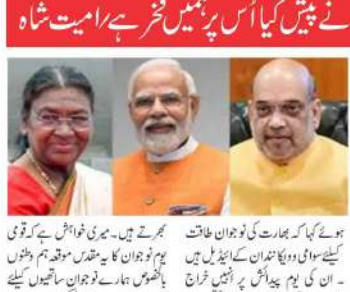 نے پیش کیا اُس پر ہمیں فخر ہے/امیت شاہ
ہوئے کہا کہ بھارت کی نوجوان طاقت
کیلئے سوامی وویکانندان کے ائیڈیل ہیں
۔ ان کی یوم پیدائش پر انہیں خراج
بھرتے ہیں۔ میری خواہش ہے کہ قومی
یوم نوجوان کا یہ مقدس موقعہ ہم وطنوں
بالخصوص ہمارے نوجوان ساتھیوں کیلئے